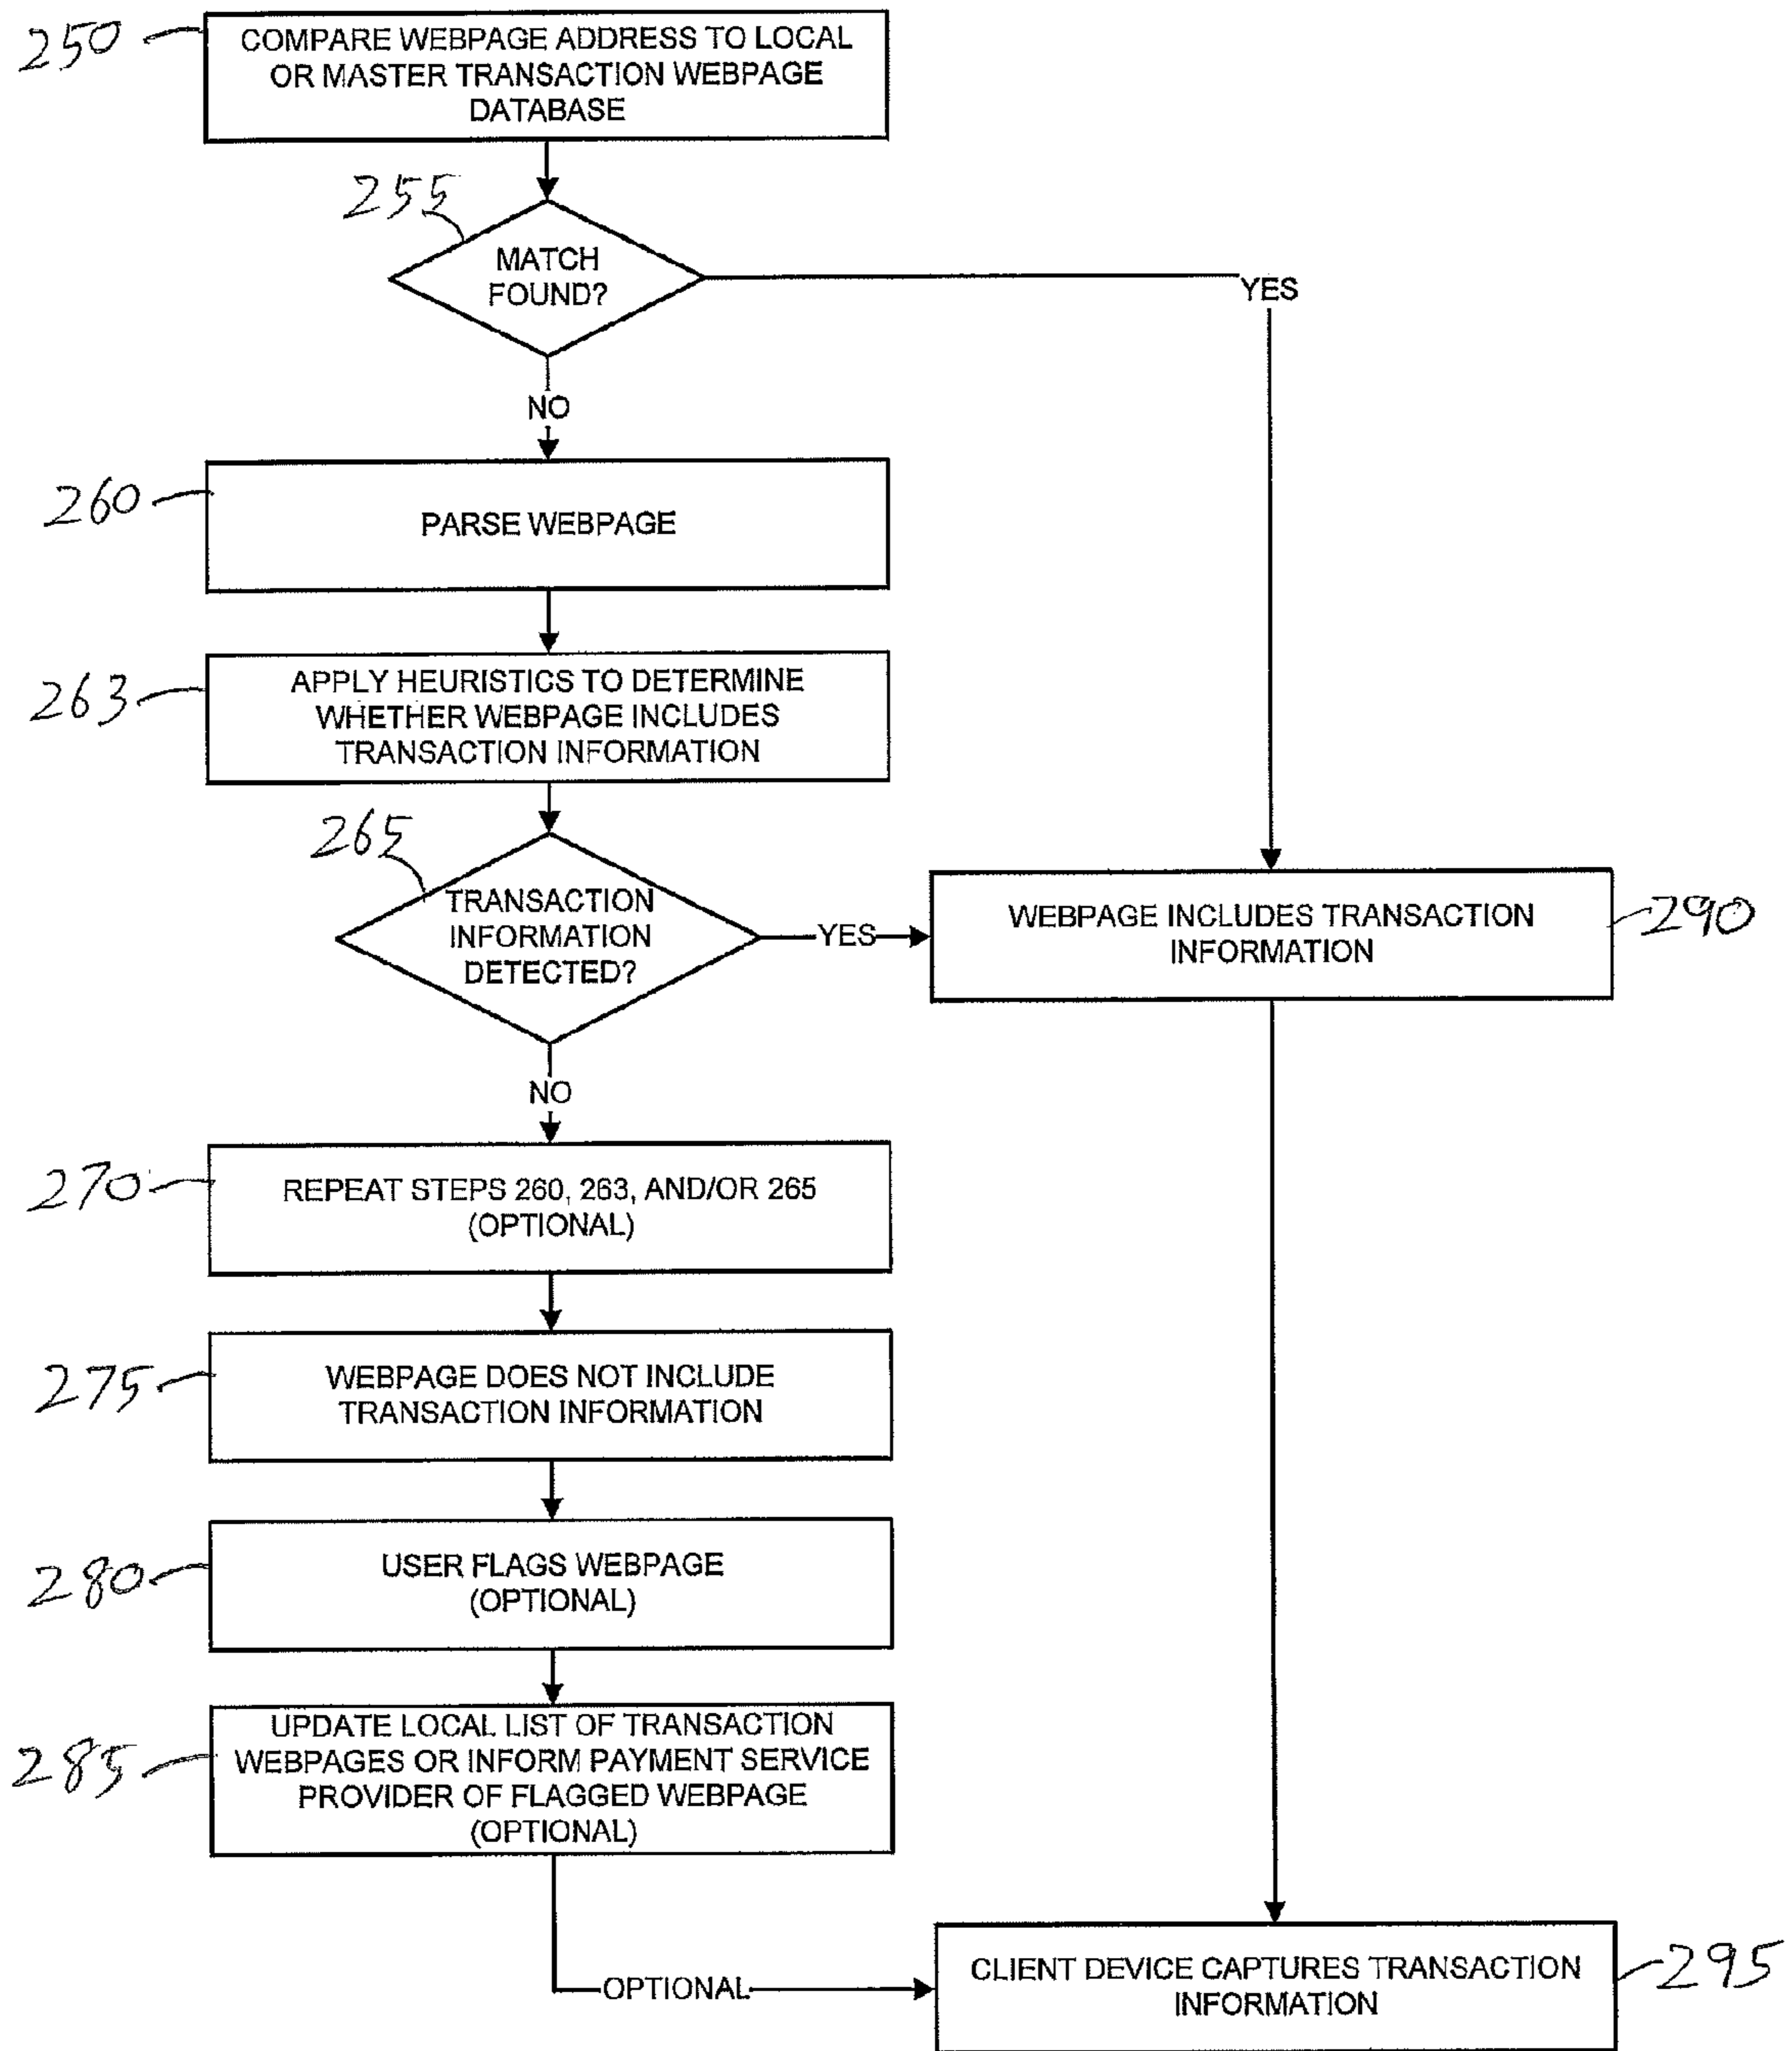 250
COMPARE WEBPAGE ADDRESS TO LOCAL
OR MASTER TRANSACTION WEBPAGE
DATABASE
255
MATCH
FOUND?
YES
NO
260
PARSE WEBPAGE
263
APPLY HEURISTICS TO DETERMINE
WHETHER WEBPAGE INCLUDES
TRANSACTION INFORMATION
265
TRANSACTION
INFORMATION
DETECTED?
YES
WEBPAGE INCLUDES TRANSACTION
INFORMATION
290
NO
270
REPEAT STEPS 260, 263, AND/OR 265
(OPTIONAL)
275
WEBPAGE DOES NOT INCLUDE
TRANSACTION INFORMATION
280
USER FLAGS WEBPAGE
(OPTIONAL)
285
UPDATE LOCAL LIST OF TRANSACTION
WEBPAGES OR INFORM PAYMENT SERVICE
PROVIDER OF FLAGGED WEBPAGE
(OPTIONAL)
OPTIONAL
CLIENT DEVICE CAPTURES TRANSACTION
INFORMATION
295